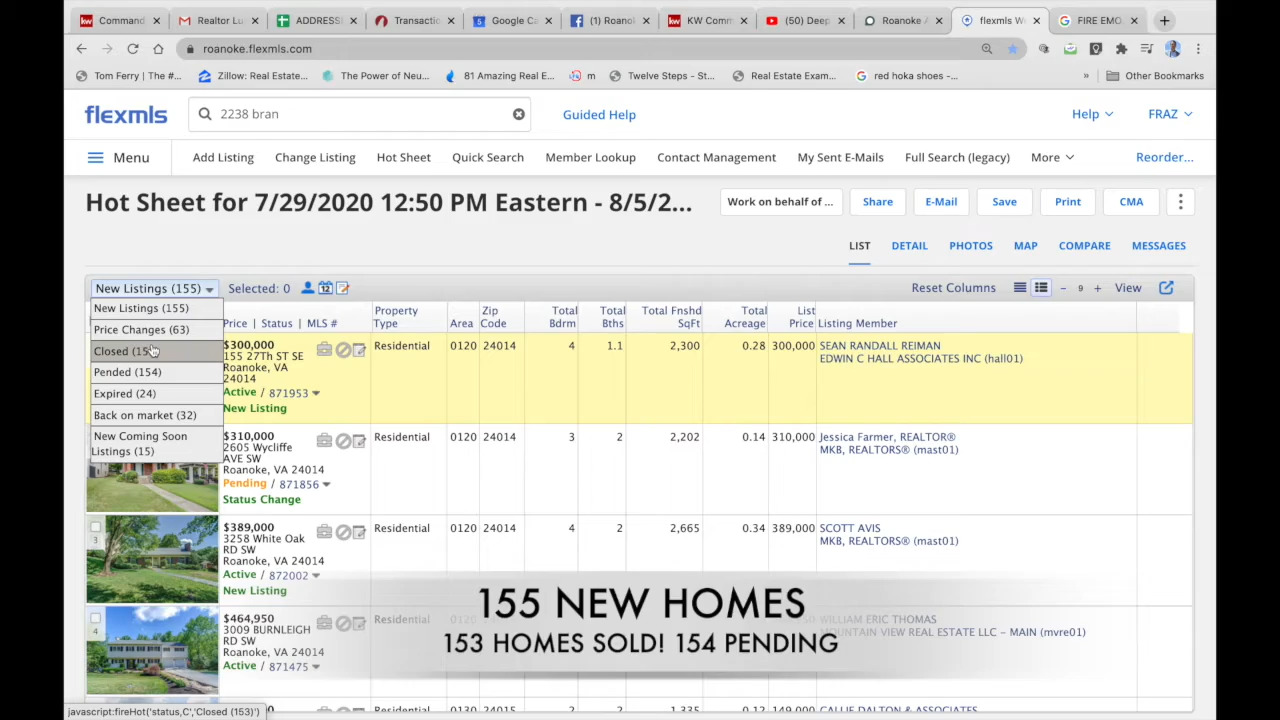 Command
Realtor Lu
ADDRESS
Transactio
Google Ca
(1) Roanol
KW Comm
(50) Deep
Roanoke A
flexmls W
FIRE EMO
roanoke.flexmls.com
Tom Ferry | The #...
Zillow: Real Estate...
The Power of Neu...
81 Amazing Real E...
m
Twelve Steps - St...
Real Estate Exam...
red hoka shoes -...
»
Other Bookmarks
flexmls
2238 bran
Guided Help
Help
FRAZ
Menu
Add Listing
Change Listing
Hot Sheet
Quick Search
Member Lookup
Contact Management
My Sent E-Mails
Full Search (legacy)
More
Reorder...
Hot Sheet for 7/29/2020 12:50 PM Eastern - 8/5/2...
Work on behalf of ...
Share
E-Mail
Save
Print
CMA
LIST
DETAIL
PHOTOS
MAP
COMPARE
MESSAGES
New Listings (155)
Selected: 0
12
Reset Columns
− 9 + View
New Listings (155)
Price Changes (63)
Closed (15
Pended (154)
Expired (24)
Back on market (32)
New Coming Soon
Listings (15)
Price | Status | MLS #
Property
Type
Area
Zip
Code
Total
Bdrm
Total
Bths
Total Fnshd
SqFt
Total
Acreage
List
Price
Listing Member
$300,000
155 27Th ST SE
Roanoke, VA
24014
Active / 871953
New Listing
Residential
0120
24014
4
1.1
2,300
0.28
300,000
SEAN RANDALL REIMAN
EDWIN C HALL ASSOCIATES INC (hall01)
$310,000
2605 Wycliffe
AVE SW
Roanoke, VA 24014
Pending / 871856
Status Change
Residential
0120
24014
3
2
2,202
0.14
310,000
Jessica Farmer, REALTOR®
MKB, REALTORS® (mast01)
3
$389,000
3258 White Oak
RD SW
Roanoke, VA 24014
Active / 872002
New Listing
Residential
0120
24014
4
2
2,665
0.34
389,000
SCOTT AVIS
MKB, REALTORS® (mast01)
4
$464,950
3009 BURNLEIGH
RD SW
Roanoke, VA 24014
Active / 871475
WILLIAM ERIC THOMAS
MOUNTAIN VIEW REAL ESTATE LLC - MAIN (mvre01)
155 NEW HOMES
153 HOMES SOLD! 154 PENDING
CALLIE DALTON & ASSOCIATES
javascript:fireHot('status,C','Closed (153)')